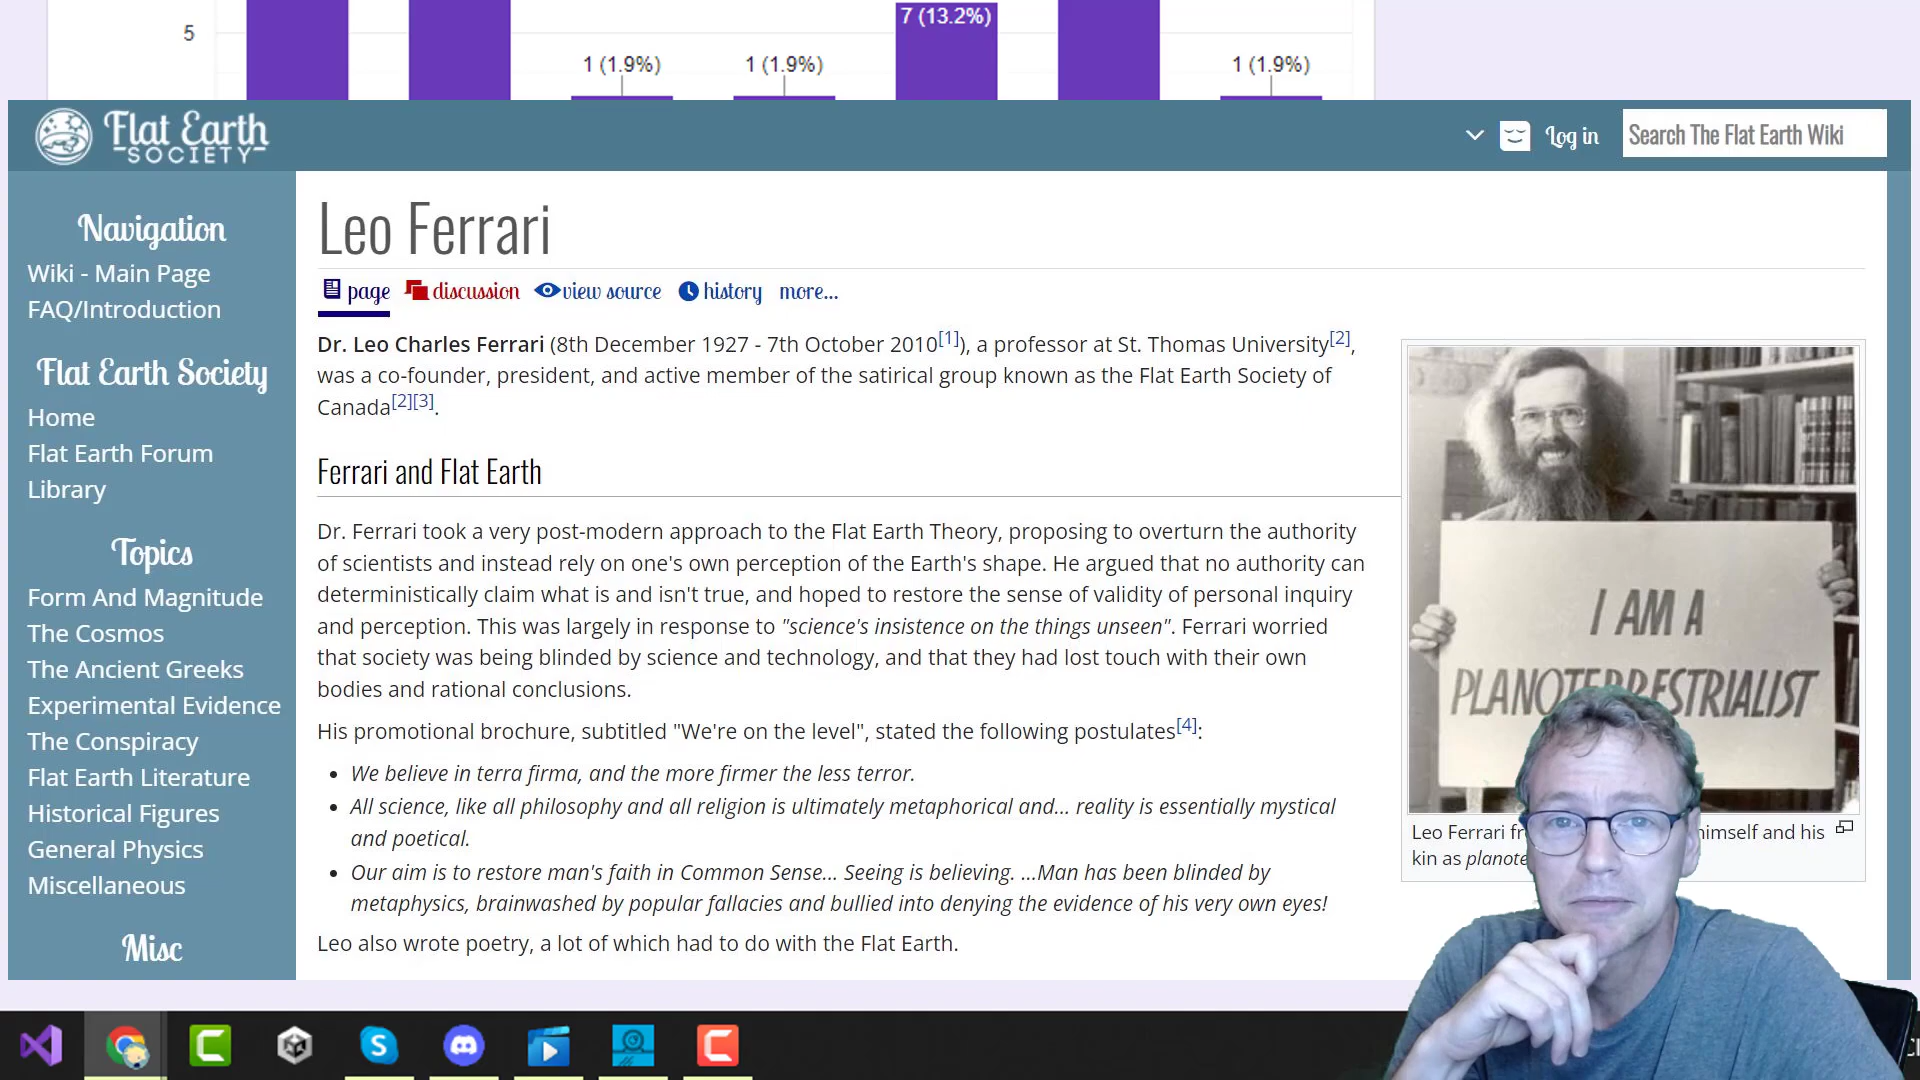 5
1 (1.9%)
1 (1.9%)
7 (13.2%)
1 (1.9%)
Flat Earth
SOCIETY
Log in
Search The Flat Earth Wiki
Navigation
Wiki - Main Page
FAQ/Introduction
Flat Earth Society
Home
Flat Earth Forum
Library
Topics
Form And Magnitude
The Cosmos
The Ancient Greeks
Experimental Evidence
The Conspiracy
Flat Earth Literature
Historical Figures
General Physics
Miscellaneous
Misc
Leo Ferrari
page discussion view source history more...
Dr. Leo Charles Ferrari (8th December 1927 - 7th October 2010[1]), a professor at St. Thomas University[2],
was a co-founder, president, and active member of the satirical group known as the Flat Earth Society of
Canada[2][3].
Ferrari and Flat Earth
Dr. Ferrari took a very post-modern approach to the Flat Earth Theory, proposing to overturn the authority
of scientists and instead rely on one's own perception of the Earth's shape. He argued that no authority can
deterministically claim what is and isn't true, and hoped to restore the sense of validity of personal inquiry
and perception. This was largely in response to "science's insistence on the things unseen". Ferrari worried
that society was being blinded by science and technology, and that they had lost touch with their own
bodies and rational conclusions.
His promotional brochure, subtitled "We're on the level", stated the following postulates[4]:
• We believe in terra firma, and the more firmer the less terror.
• All science, like all philosophy and all religion is ultimately metaphorical and... reality is essentially mystical
and poetical.
• Our aim is to restore man's faith in Common Sense... Seeing is believing. ...Man has been blinded by
metaphysics, brainwashed by popular fallacies and bullied into denying the evidence of his very own eyes!
Leo also wrote poetry, a lot of which had to do with the Flat Earth.
I AM A
PLANOTERRESTRIALIST
Leo Ferrari himself and his
kin as